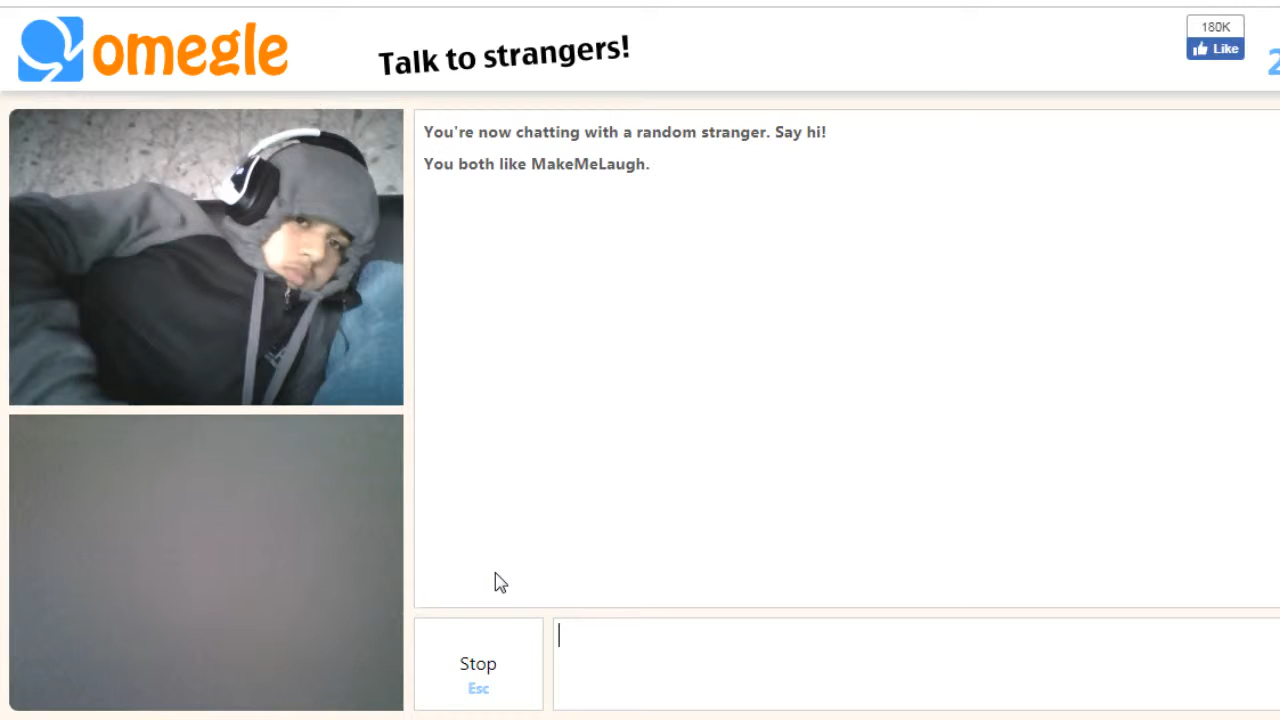 omegle
Talk to strangers!
180K
Like
2
You're now chatting with a random stranger. Say hi!
You both like MakeMeLaugh.
Stop
Esc